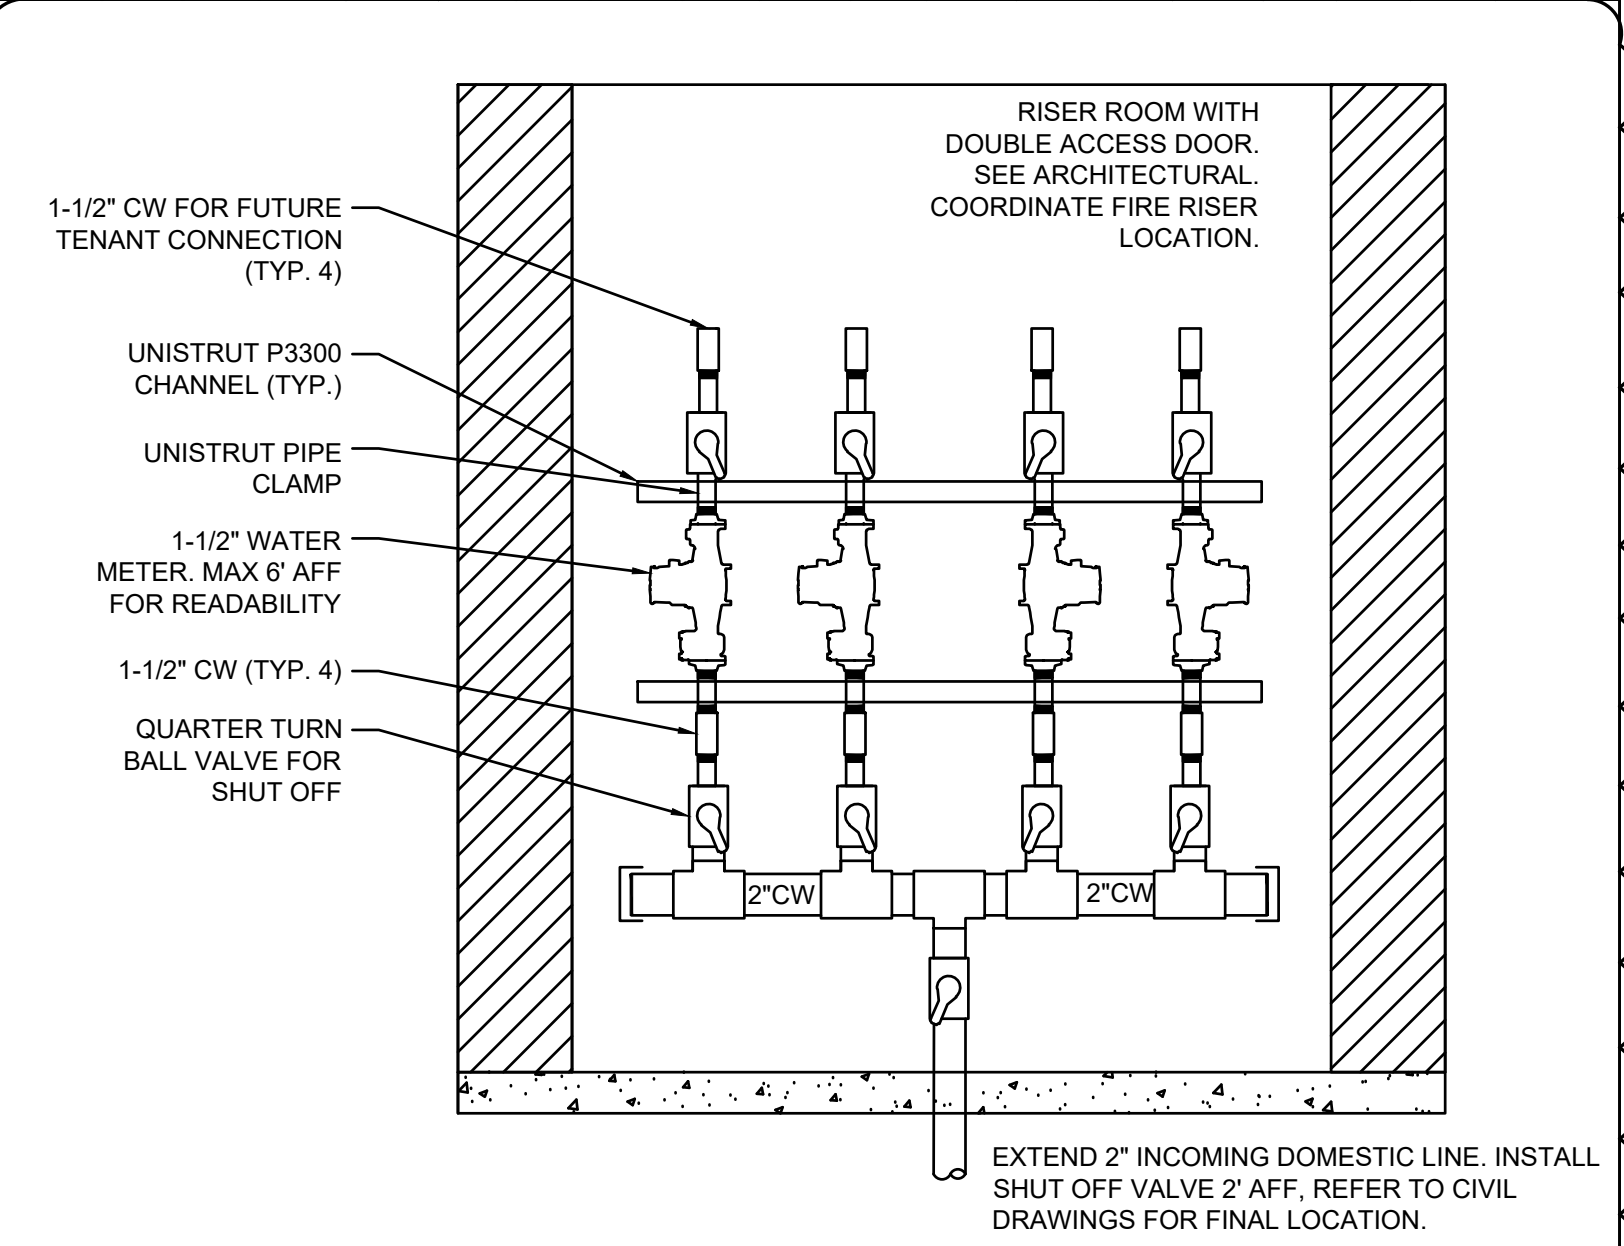 RISER ROOM WITH
DOUBLE ACCESS DOOR.
SEE ARCHITECTURAL.
COORDINATE FIRE RISER
LOCATION.
1-1/2" CW FOR FUTURE
TENANT CONNECTION
(TYP. 4)
UNISTRUT P3300
CHANNEL (TYP.)
UNISTRUT PIPE
CLAMP
1-1/2" WATER
METER. MAX 6' AFF
FOR READABILITY
1-1/2" CW (TYP. 4)
QUARTER TURN
BALL VALVE FOR
SHUT OFF
2"CW
2"CW
EXTEND 2" INCOMING DOMESTIC LINE. INSTALL
SHUT OFF VALVE 2' AFF, REFER TO CIVIL
DRAWINGS FOR FINAL LOCATION.